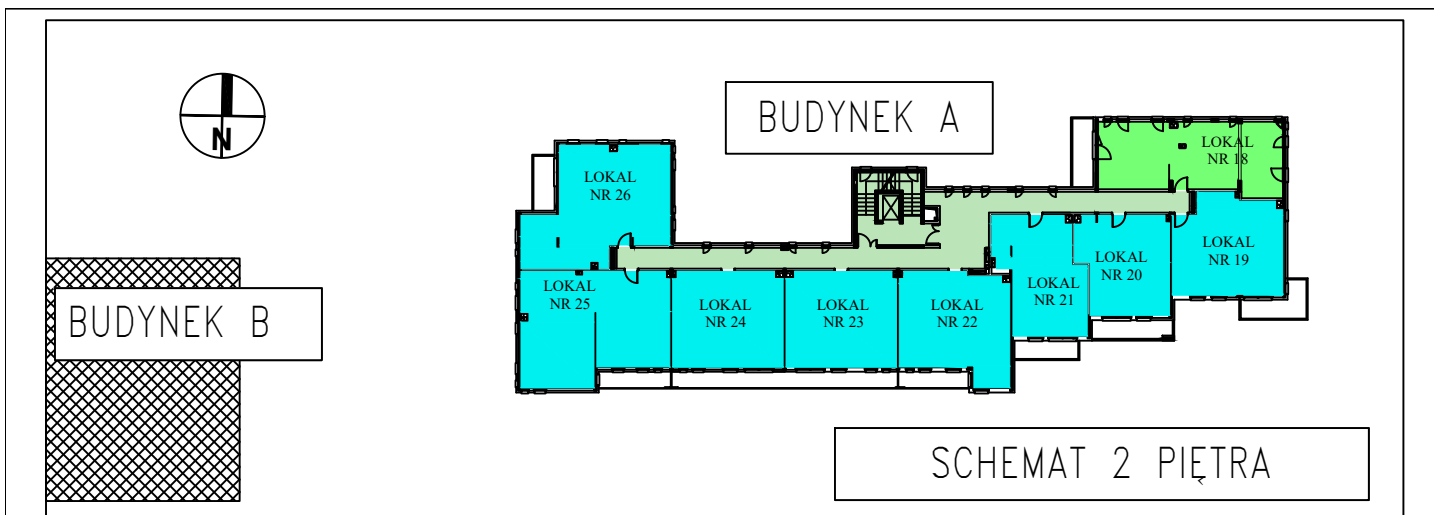 BUDYNEK A
N
LOKAL
NR 18
LOKAL
NR 26
LOKAL
NR 19
LOKAL
NR 20
LOKAL
NR 21
LOKAL
NR 25
LOKAL
NR 24
LOKAL
NR 23
LOKAL
NR 22
BUDYNEK B
SCHEMAT 2 PIĘTRA